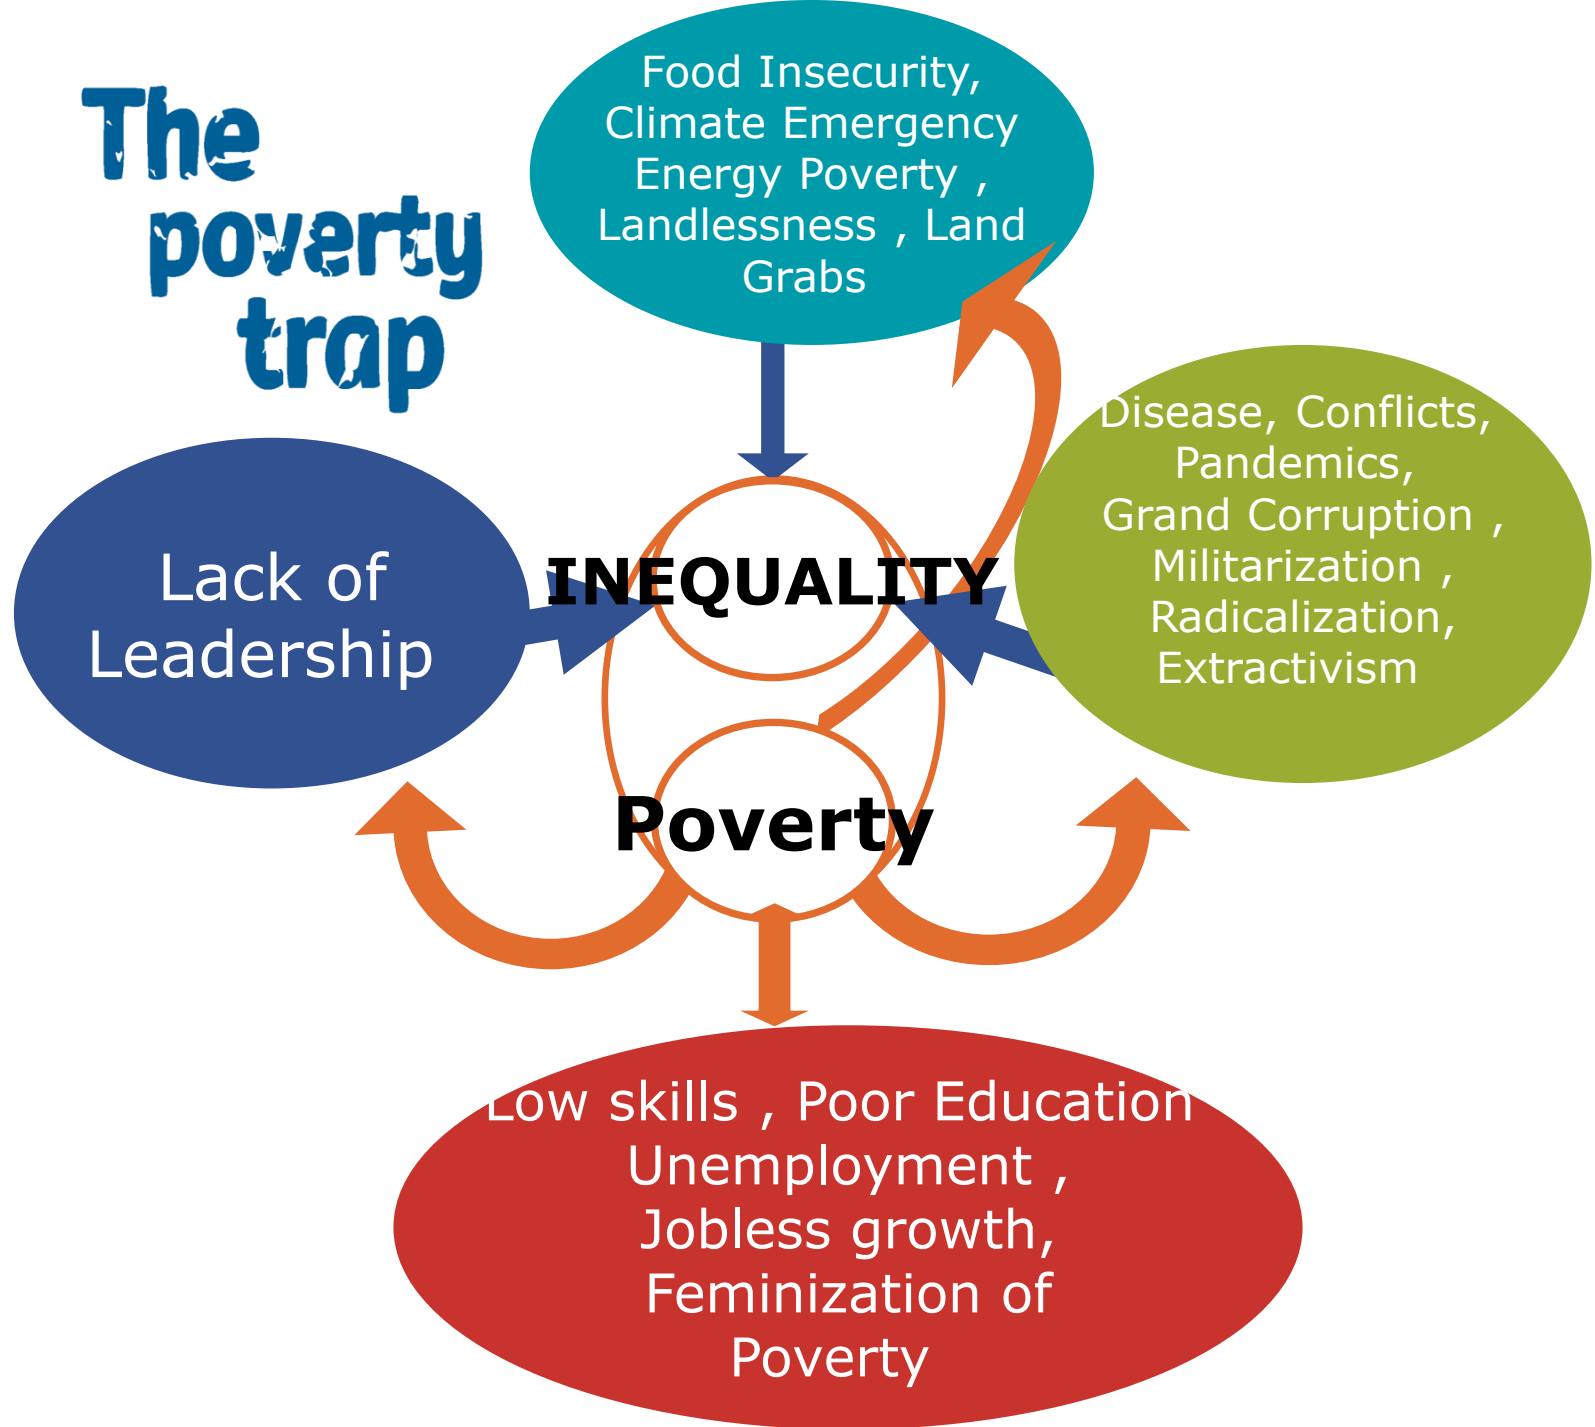 The
poverty
trap
Food Insecurity,
Climate Emergency
Energy Poverty ,
Landlessness , Land
Grabs
Disease, Conflicts,
Pandemics,
Grand Corruption ,
Militarization ,
Radicalization,
Extractivism
Lack of
Leadership
INEQUALITY
Poverty
Low skills , Poor Education
Unemployment ,
Jobless growth,
Feminization of
Poverty